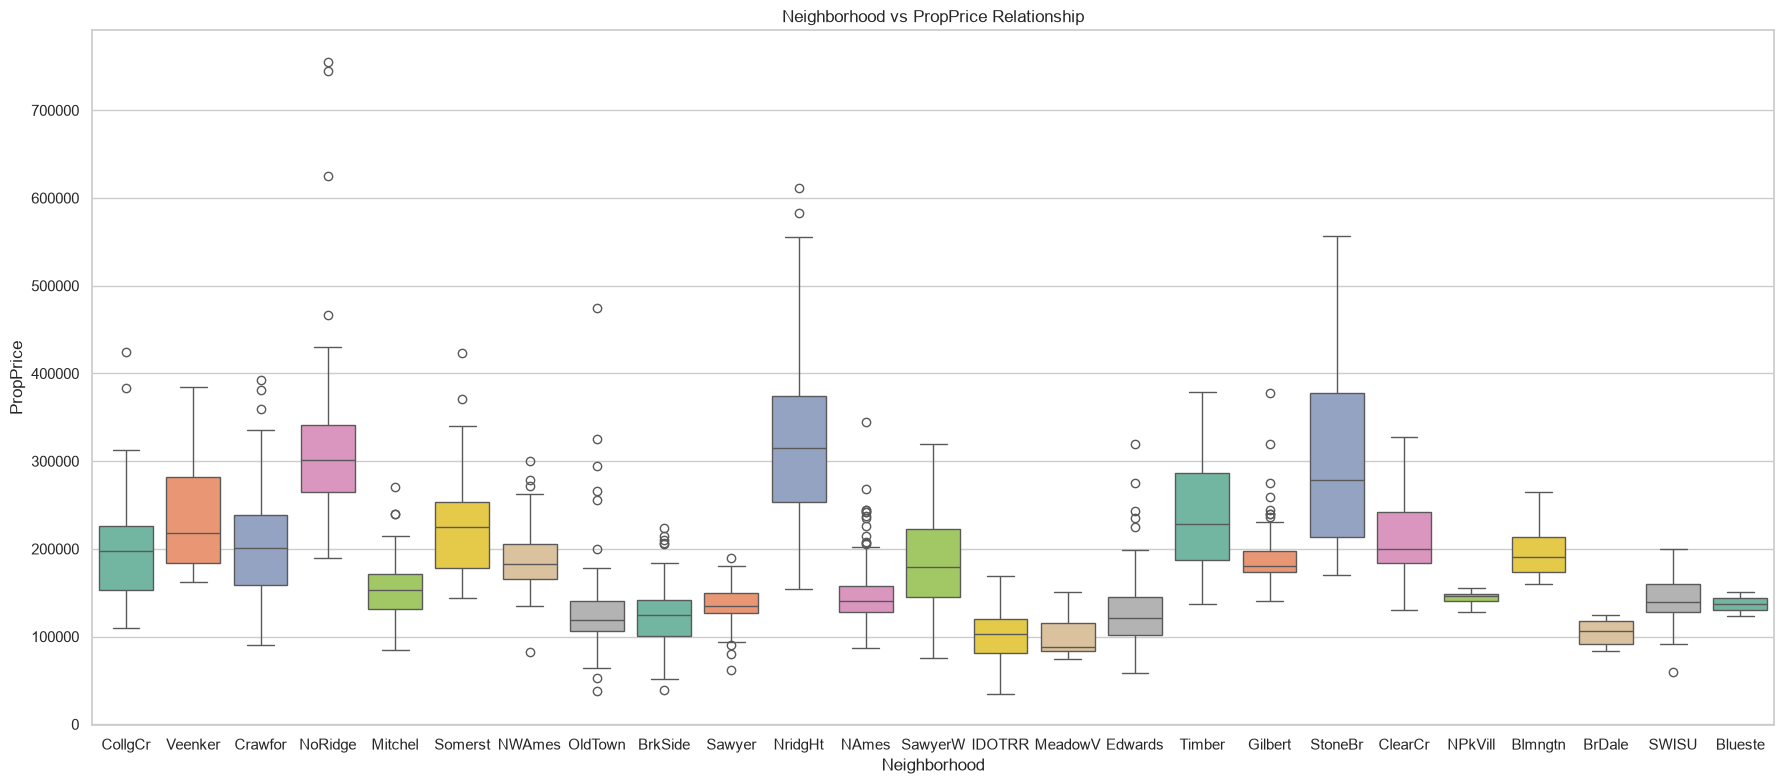 Neighborhood vs PropPrice Relationship
700000
600000
500000
400000
300000
200000
100000
0
PropPrice
CollgCr Veenker Crawfor NoRidge Mitchel Somerst NWAmes OldTown BrkSide Sawyer NridgHt NAmes SawyerW IDOTRR MeadowV Edwards Timber Gilbert StoneBr ClearCr NPkVill Blmngtn BrDale SWISU Blueste
Neighborhood